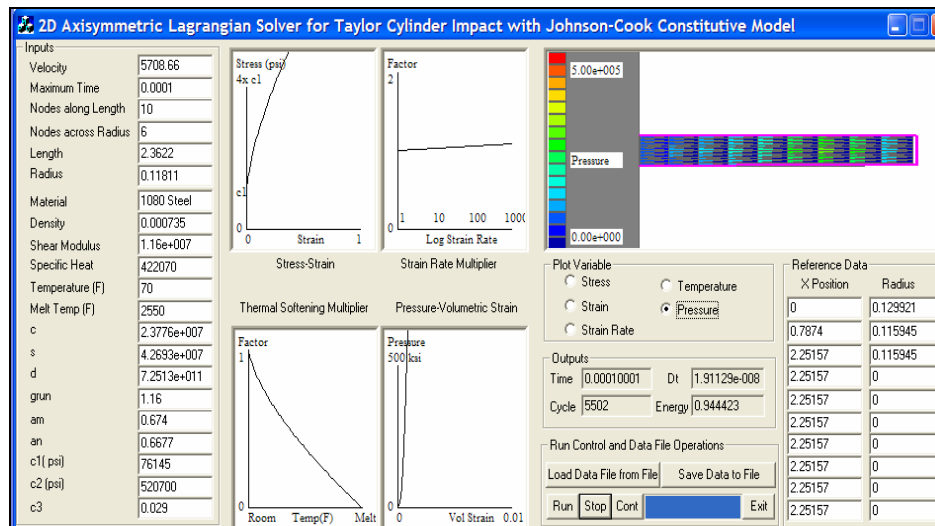 2D Axisymmetric Lagrangian Solver for Taylor Cylinder Impact with Johnson-Cook Constitutive Model
Inputs
Velocity 5708.66
Maximum Time 0.0001
Nodes along Length 10
Nodes across Radius 6
Length 2.3622
Radius 0.11811
Material 1080 Steel
Density 0.000735
Shear Modulus 1.16e+007
Specific Heat 422070
Temperature (F) 70
Melt Temp (F) 2550
c 2.3776e+007
s 4.2693e+007
d 7.2513e+011
grun 1.16
am 0.674
an 0.6677
c1( psi) 76145
c2 (psi) 520700
c3 0.029
Stress (psi)
4x c1
c1
0
0 Strain 1
Stress-Strain
Factor
2
0
1 10 100 1000
Log Strain Rate
Strain Rate Multiplier
Thermal Softening Multiplier
Factor
1
0
Room Temp(F) Melt
Pressure-Volumetric Strain
Pressure
500 ksi
0
0 Vol Strain 0.01
5.00e+005
Pressure
0.00e+000
Plot Variable
Stress
Temperature
Strain
Pressure
Strain Rate
Outputs
Time 0.00010001 Dt 1.91129e-008
Cycle 5502 Energy 0.944423
Run Control and Data File Operations
Load Data File from File Save Data to File
Run Stop Cont Exit
Reference Data
X Position Radius
0 0.129921
0.7874 0.115945
2.25157 0.115945
2.25157 0
2.25157 0
2.25157 0
2.25157 0
2.25157 0
2.25157 0
2.25157 0